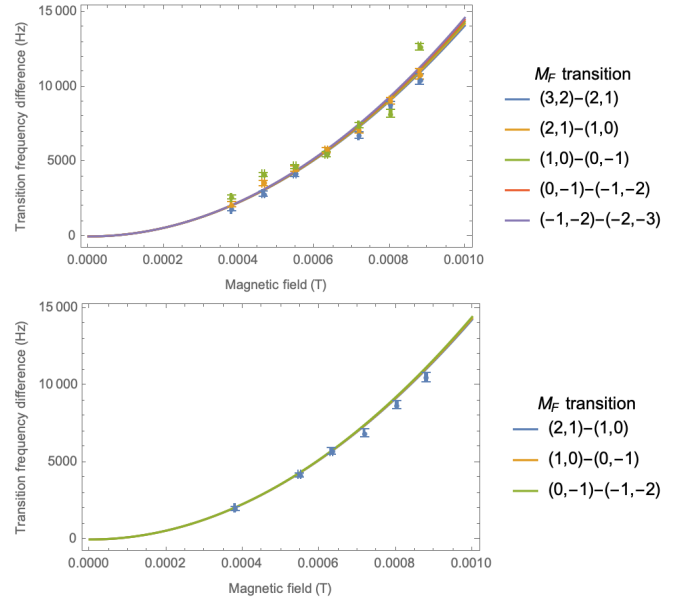 15 000
10 000
5000
0
Transition frequency difference (Hz)
0.0000 0.0002 0.0004 0.0006 0.0008 0.0010
Magnetic field (T)
M_F transition
(3,2)−(2,1)
(2,1)−(1,0)
(1,0)−(0,−1)
(0,−1)−(−1,−2)
(−1,−2)−(−2,−3)
15 000
10 000
5000
0
Transition frequency difference (Hz)
0.0000 0.0002 0.0004 0.0006 0.0008 0.0010
Magnetic field (T)
M_F transition
(2,1)−(1,0)
(1,0)−(0,−1)
(0,−1)−(−1,−2)